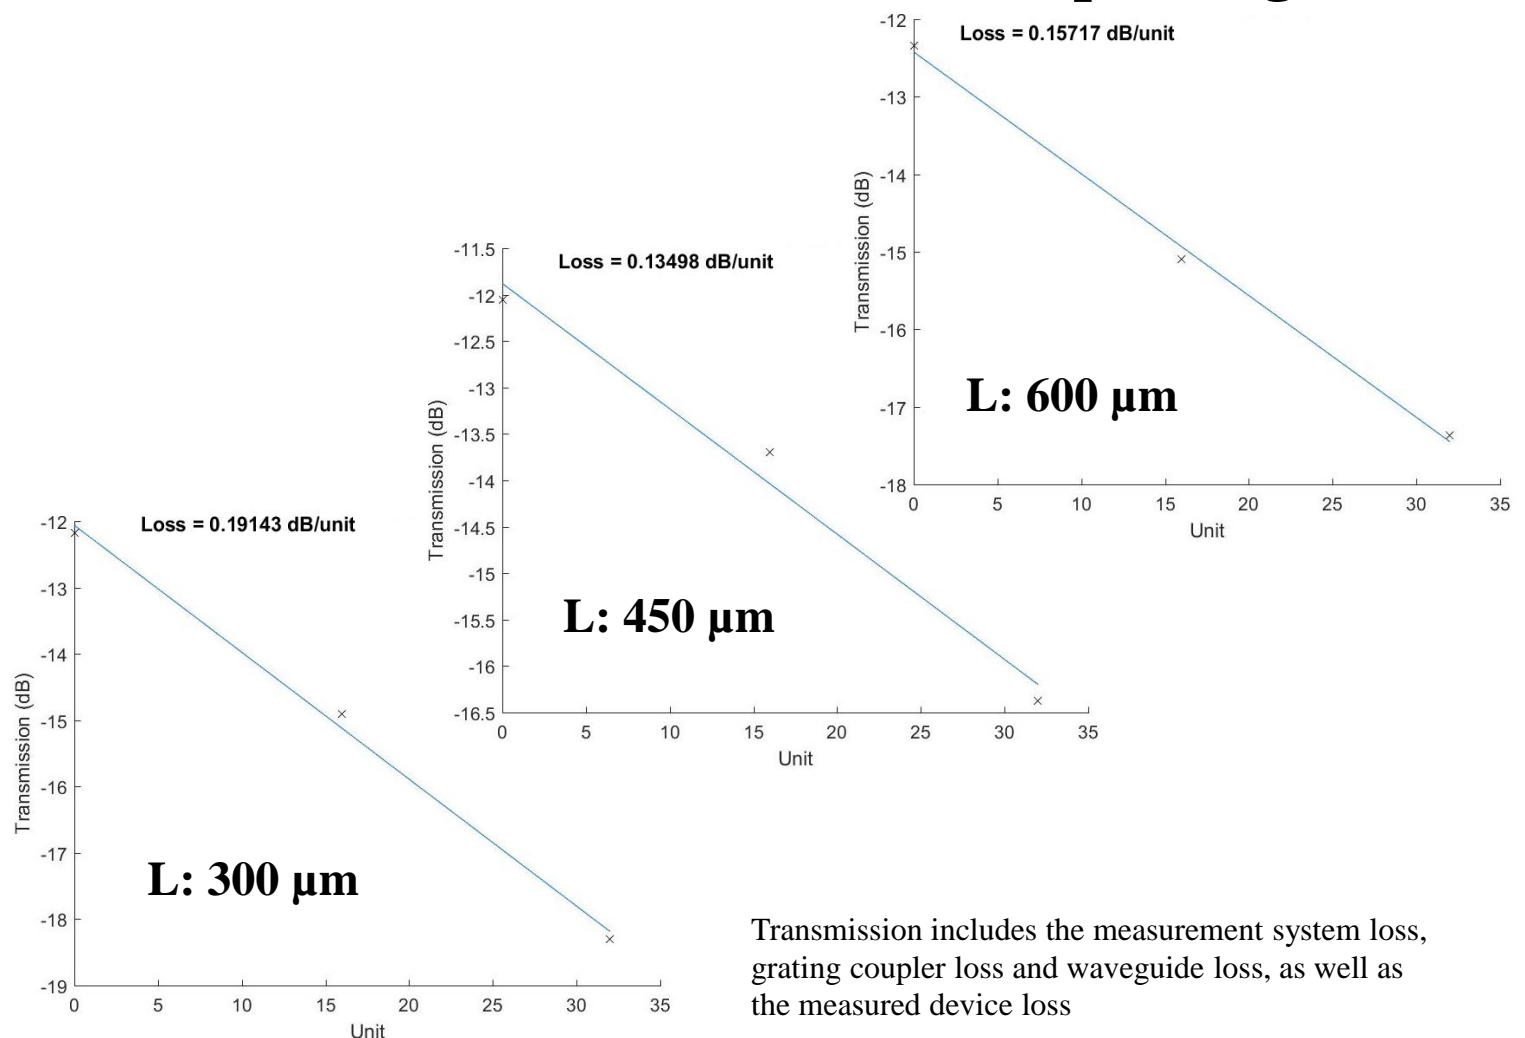 Loss = 0.15717 dB/unit
-12
-13
-14
-15
-16
-17
-18
Transmission (dB)
L: 600 μm
0 5 10 15 20 25 30 35
Unit
Loss = 0.13498 dB/unit
-11.5
-12
-12.5
-13
-13.5
-14
-14.5
-15
-15.5
-16
-16.5
Transmission (dB)
L: 450 μm
0 5 10 15 20 25 30 35
Unit
Loss = 0.19143 dB/unit
-12
-13
-14
-15
-16
-17
-18
-19
Transmission (dB)
L: 300 μm
0 5 10 15 20 25 30 35
Unit
Transmission includes the measurement system loss,
grating coupler loss and waveguide loss, as well as
the measured device loss